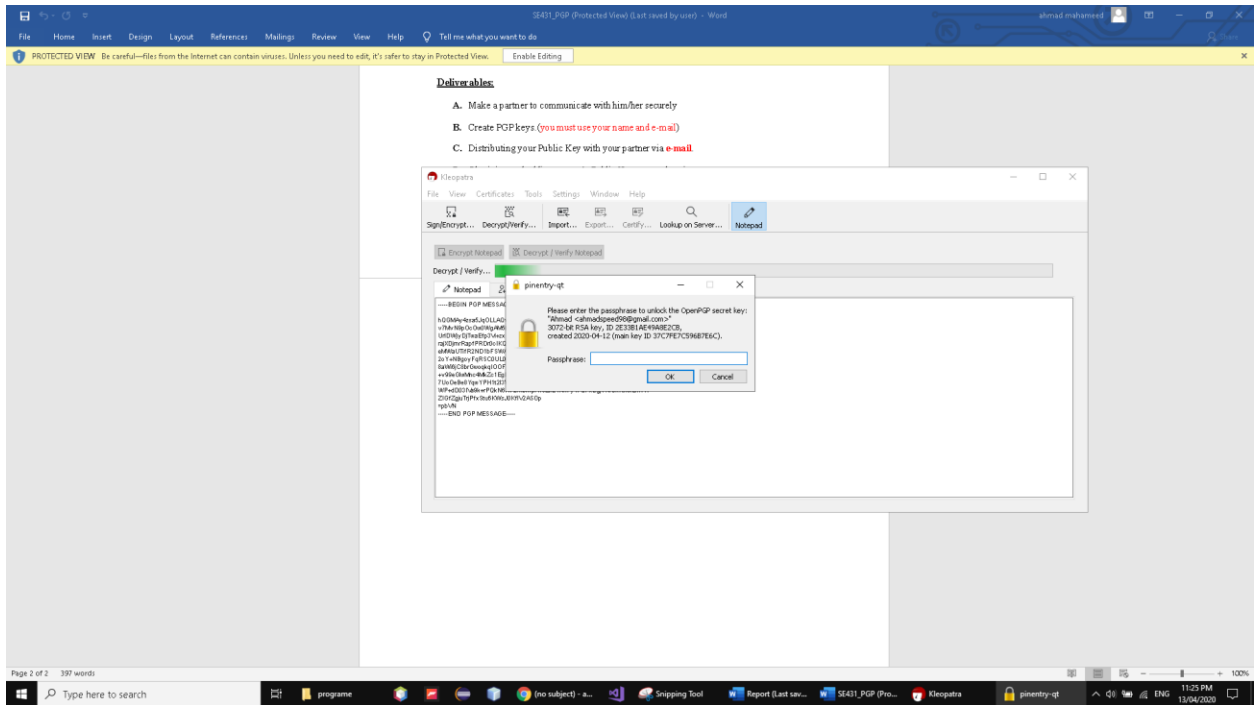 SE431_PGP (Protected View) (Last saved by user) - Word
ahmad mahameed
File Home Insert Design Layout References Mailings Review View Help Tell me what you want to do
Share
PROTECTED VIEW Be careful—files from the Internet can contain viruses. Unless you need to edit, it's safer to stay in Protected View. Enable Editing
Deliverables:
A. Make a partner to communicate with him/her securely
B. Create PGP keys.(you must use your name and e-mail)
C. Distributing your Public Key with your partner via e-mail.
Kleopatra
File View Certificates Tools Settings Window Help
Sign/Encrypt... Decrypt/Verify... Import... Export... Certify... Lookup on Server... Notepad
Encrypt Notepad Decrypt / Verify Notepad
Decrypt / Verify...
Notepad
-----BEGIN PGP MESSAG
pinentry-qt
Please enter the passphrase to unlock the OpenPGP secret key:
"Ahmad <ahmadspeed98@gmail.com>"
3072-bit RSA key, ID 2E33B1AE49A8E2CB,
created 2020-04-12 (main key ID 37C7FE7C596B7E6C).
Passphrase:
OK Cancel
-----END PGP MESSAGE-----
Page 2 of 2 397 words
100%
Type here to search
programe
(no subject) - a...
Snipping Tool
Report (Last sav...
SE431_PGP (Pro...
Kleopatra
pinentry-qt
ENG
11:25 PM
13/04/2020